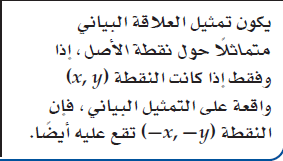 يكون تمثيل العلاقة البياني
متماثلًا حول نقطة الأصل، إذا
وفقط إذا كانت النقطة (x, y)
واقعة على التمثيل البياني، فإن
النقطة (−x, −y) تقع عليه أيضًا.